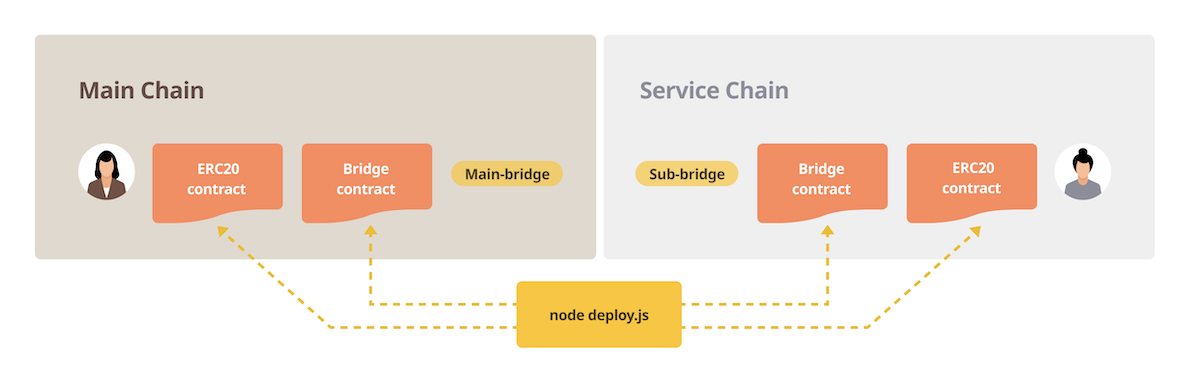 Main Chain
Service Chain
ERC20
contract
Bridge
contract
Main-bridge
Sub-bridge
Bridge
contract
ERC20
contract
node deploy.js